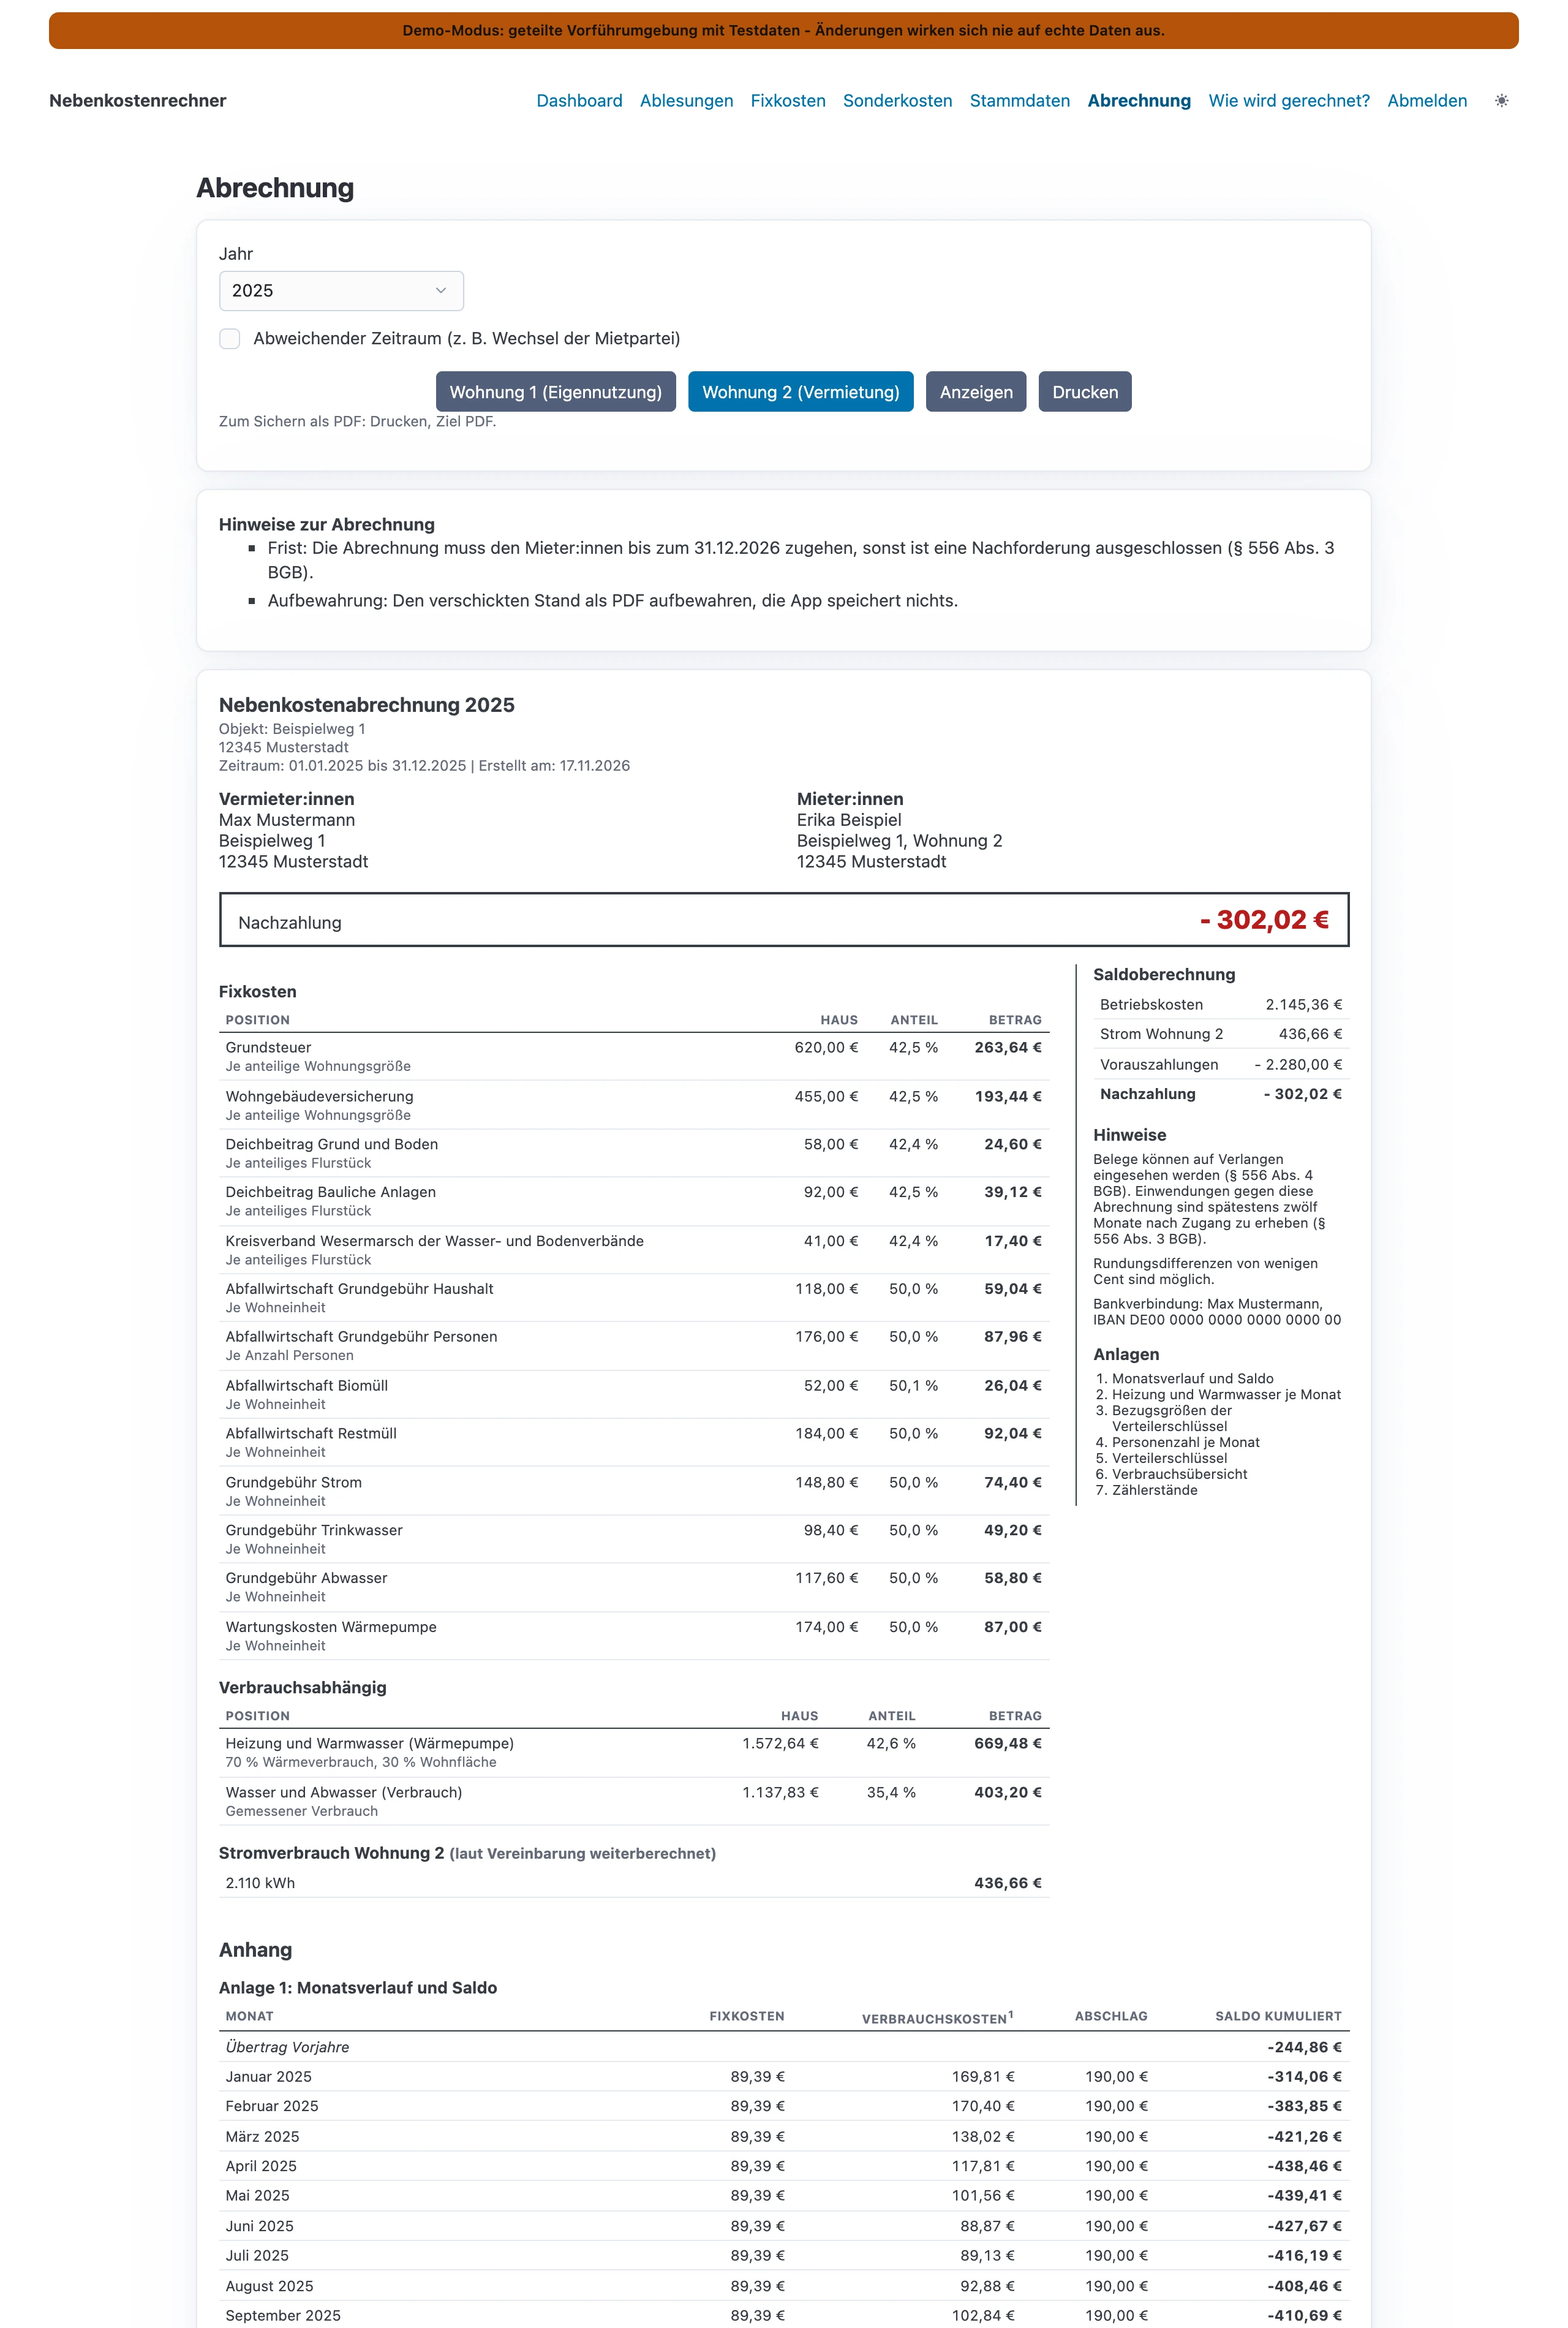 Demo-Modus: geteilte Vorführumgebung mit Testdaten - Änderungen wirken sich nie auf echte Daten aus.
Nebenkostenrechner
Dashboard Ablesungen Fixkosten Sonderkosten Stammdaten Abrechnung Wie wird gerechnet? Abmelden
Abrechnung
Jahr
2025
Abweichender Zeitraum (z. B. Wechsel der Mietpartei)
Wohnung 1 (Eigennutzung) Wohnung 2 (Vermietung) Anzeigen Drucken
Zum Sichern als PDF: Drucken, Ziel PDF.
Hinweise zur Abrechnung
▪ Frist: Die Abrechnung muss den Mieter:innen bis zum 31.12.2026 zugehen, sonst ist eine Nachforderung ausgeschlossen (§ 556 Abs. 3
BGB).
▪ Aufbewahrung: Den verschickten Stand als PDF aufbewahren, die App speichert nichts.
Nebenkostenabrechnung 2025
Objekt: Beispielweg 1
12345 Musterstadt
Zeitraum: 01.01.2025 bis 31.12.2025 | Erstellt am: 17.11.2026
Vermieter:innen
Max Mustermann
Beispielweg 1
12345 Musterstadt
Mieter:innen
Erika Beispiel
Beispielweg 1, Wohnung 2
12345 Musterstadt
Nachzahlung - 302,02 €
Fixkosten
POSITION HAUS ANTEIL BETRAG
Grundsteuer 620,00 € 42,5 % 263,64 €
Je anteilige Wohnungsgröße
Wohngebäudeversicherung 455,00 € 42,5 % 193,44 €
Je anteilige Wohnungsgröße
Deichbeitrag Grund und Boden 58,00 € 42,4 % 24,60 €
Je anteiliges Flurstück
Deichbeitrag Bauliche Anlagen 92,00 € 42,5 % 39,12 €
Je anteiliges Flurstück
Kreisverband Wesermarsch der Wasser- und Bodenverbände 41,00 € 42,4 % 17,40 €
Je anteiliges Flurstück
Abfallwirtschaft Grundgebühr Haushalt 118,00 € 50,0 % 59,04 €
Je Wohneinheit
Abfallwirtschaft Grundgebühr Personen 176,00 € 50,0 % 87,96 €
Je Anzahl Personen
Abfallwirtschaft Biomüll 52,00 € 50,1 % 26,04 €
Je Wohneinheit
Abfallwirtschaft Restmüll 184,00 € 50,0 % 92,04 €
Je Wohneinheit
Grundgebühr Strom 148,80 € 50,0 % 74,40 €
Je Wohneinheit
Grundgebühr Trinkwasser 98,40 € 50,0 % 49,20 €
Je Wohneinheit
Grundgebühr Abwasser 117,60 € 50,0 % 58,80 €
Je Wohneinheit
Wartungskosten Wärmepumpe 174,00 € 50,0 % 87,00 €
Je Wohneinheit
Verbrauchsabhängig
POSITION HAUS ANTEIL BETRAG
Heizung und Warmwasser (Wärmepumpe) 1.572,64 € 42,6 % 669,48 €
70 % Wärmeverbrauch, 30 % Wohnfläche
Wasser und Abwasser (Verbrauch) 1.137,83 € 35,4 % 403,20 €
Gemessener Verbrauch
Stromverbrauch Wohnung 2 (laut Vereinbarung weiterberechnet)
2.110 kWh 436,66 €
Saldoberechnung
Betriebskosten 2.145,36 €
Strom Wohnung 2 436,66 €
Vorauszahlungen - 2.280,00 €
Nachzahlung - 302,02 €
Hinweise
Belege können auf Verlangen
eingesehen werden (§ 556 Abs. 4
BGB). Einwendungen gegen diese
Abrechnung sind spätestens zwölf
Monate nach Zugang zu erheben (§
556 Abs. 3 BGB).
Rundungsdifferenzen von wenigen
Cent sind möglich.
Bankverbindung: Max Mustermann,
IBAN DE00 0000 0000 0000 0000 00
Anlagen
1. Monatsverlauf und Saldo
2. Heizung und Warmwasser je Monat
3. Bezugsgrößen der
Verteilerschlüssel
4. Personenzahl je Monat
5. Verteilerschlüssel
6. Verbrauchsübersicht
7. Zählerstände
Anhang
Anlage 1: Monatsverlauf und Saldo
MONAT FIXKOSTEN VERBRAUCHSKOSTEN¹ ABSCHLAG SALDO KUMULIERT
Übertrag Vorjahre -244,86 €
Januar 2025 89,39 € 169,81 € 190,00 € -314,06 €
Februar 2025 89,39 € 170,40 € 190,00 € -383,85 €
März 2025 89,39 € 138,02 € 190,00 € -421,26 €
April 2025 89,39 € 117,81 € 190,00 € -438,46 €
Mai 2025 89,39 € 101,56 € 190,00 € -439,41 €
Juni 2025 89,39 € 88,87 € 190,00 € -427,67 €
Juli 2025 89,39 € 89,13 € 190,00 € -416,19 €
August 2025 89,39 € 92,88 € 190,00 € -408,46 €
September 2025 89,39 € 102,84 € 190,00 € -410,69 €